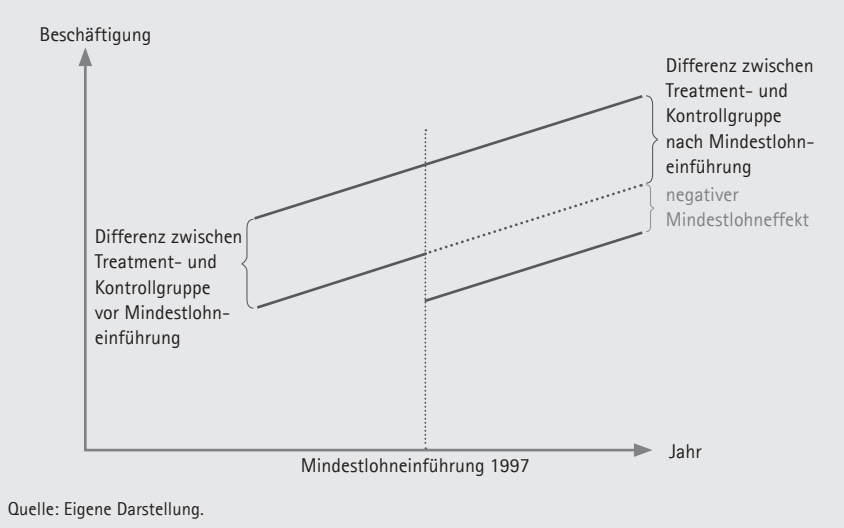 Beschäftigung
Differenz zwischen
Treatment- und
Kontrollgruppe
nach Mindestlohn-
einführung
negativer
Mindestlohneffekt
Differenz zwischen
Treatment- und
Kontrollgruppe
vor Mindestlohn-
einführung
Jahr
Mindestlohneinführung 1997
Quelle: Eigene Darstellung.